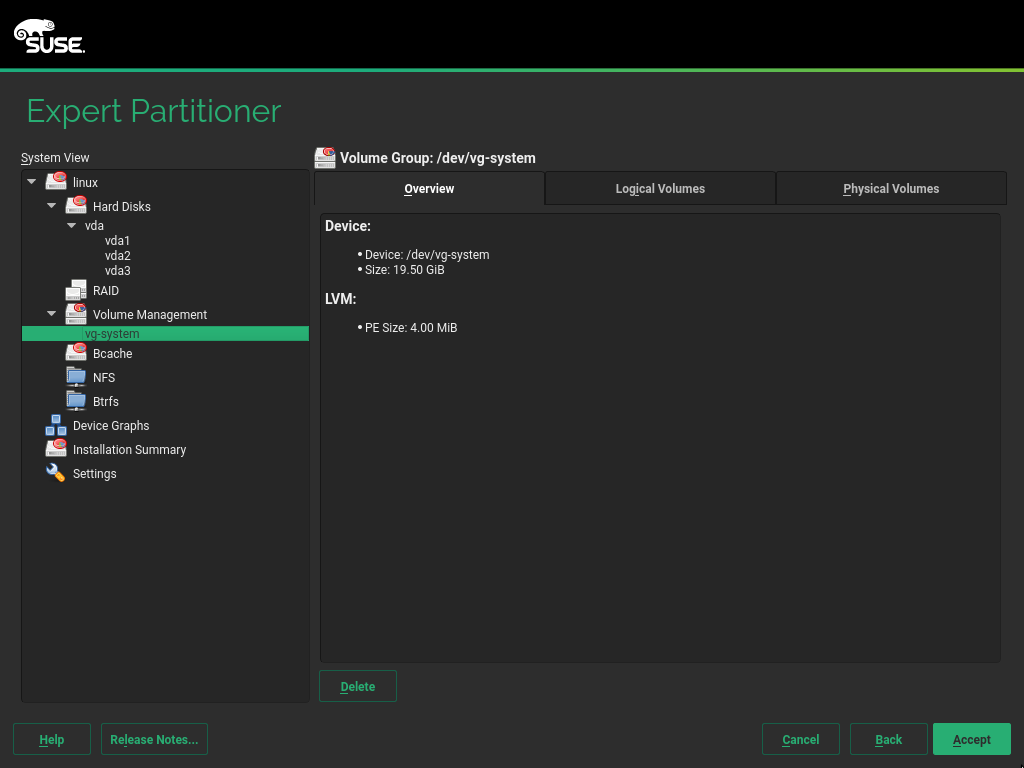 SUSE.
Expert Partitioner
System View
linux
Hard Disks
vda
vda1
vda2
vda3
RAID
Volume Management
vg-system
Bcache
NFS
Btrfs
Device Graphs
Installation Summary
Settings
Volume Group: /dev/vg-system
Overview Logical Volumes Physical Volumes
Device:
• Device: /dev/vg-system
• Size: 19.50 GiB
LVM:
• PE Size: 4.00 MiB
Delete
Help Release Notes... Cancel Back Accept